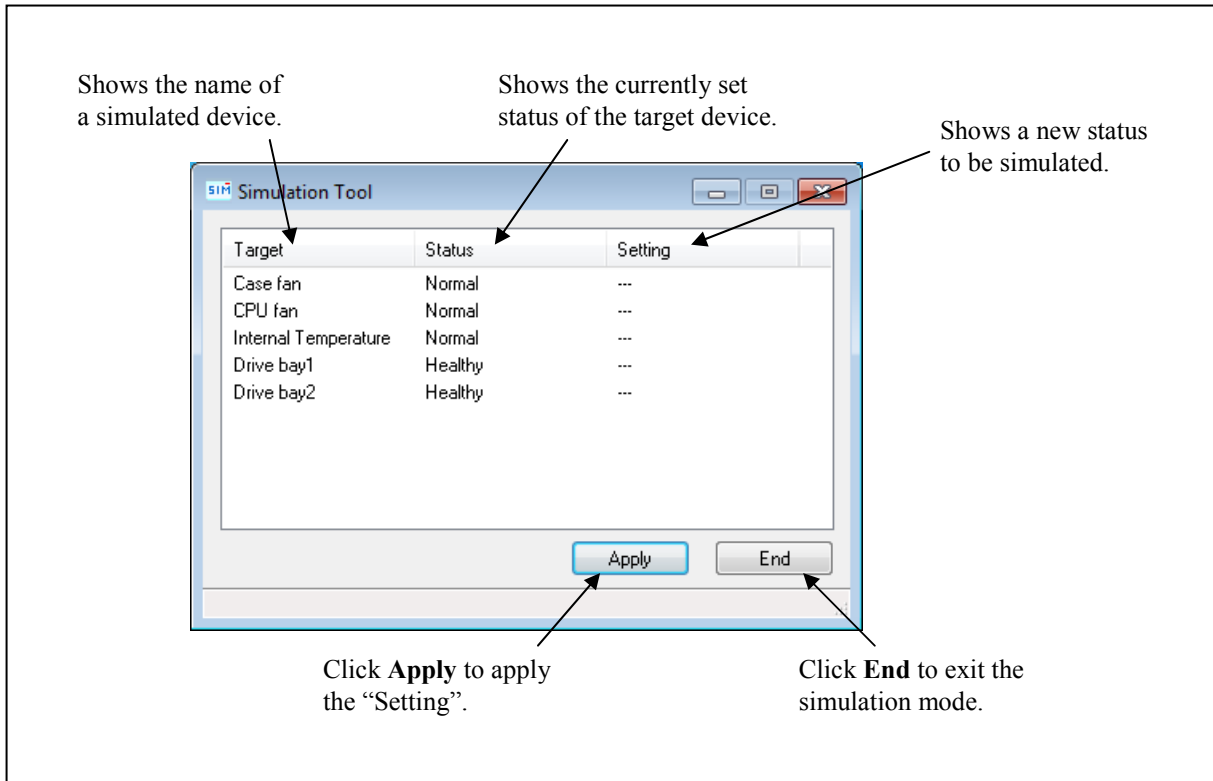 Shows the name of
a simulated device.
Shows the currently set
status of the target device.
Shows a new status
to be simulated.
SIM Simulation Tool
Target Status Setting
Case fan Normal ---
CPU fan Normal ---
Internal Temperature Normal ---
Drive bay1 Healthy ---
Drive bay2 Healthy ---
Apply End
Click Apply to apply
the “Setting”.
Click End to exit the
simulation mode.